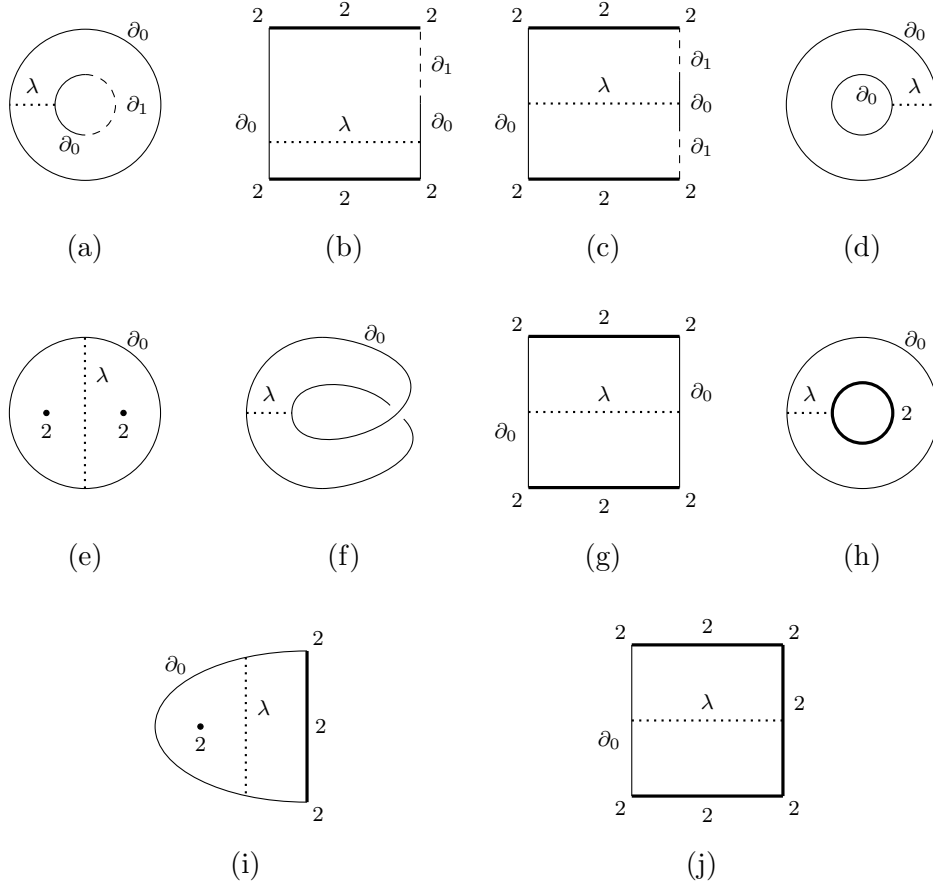 ∂₀ λ ∂₁ ∂₀
2 2 2 ∂₁ λ ∂₀ ∂₀ 2 2 2
2 2 2 ∂₁ λ ∂₀ ∂₀ ∂₁ 2 2 2
∂₀ ∂₀ λ
(a) (b) (c) (d)
∂₀ λ 2 2
∂₀ λ
2 2 2 λ ∂₀ ∂₀ 2 2 2
∂₀ λ 2
(e) (f) (g) (h)
2 ∂₀ λ 2 2 2
2 2 2 λ 2 ∂₀ 2 2 2
(i) (j)